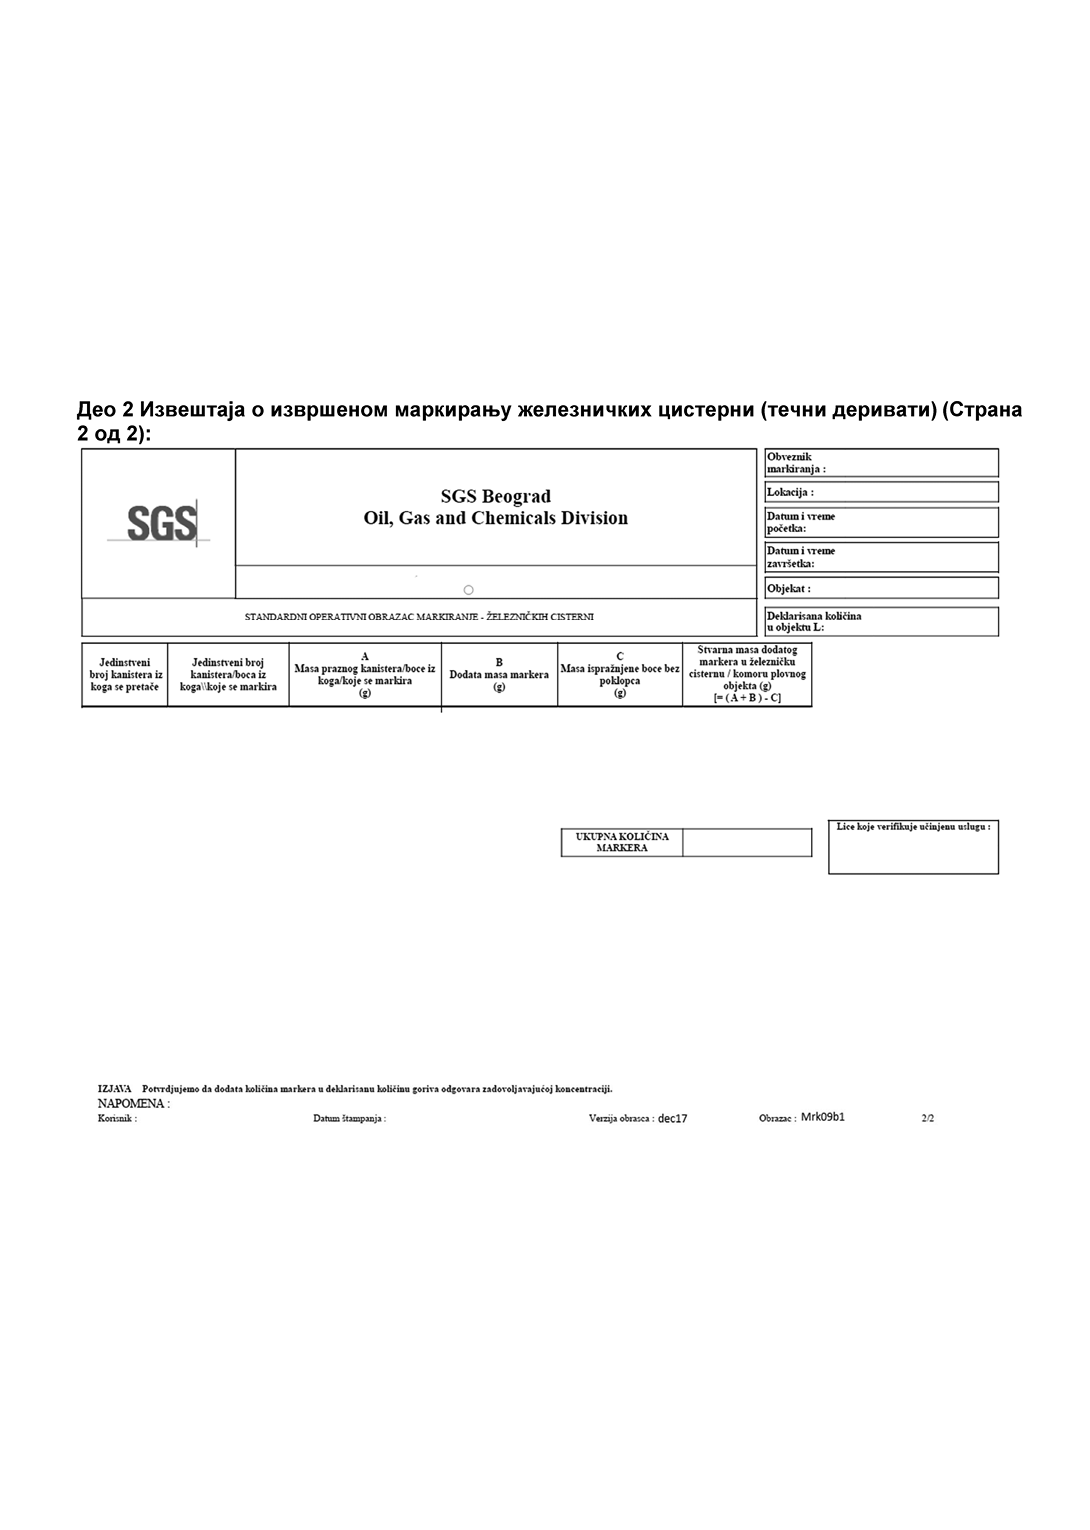 Део 2 Извештаја о извршеном маркирању железничких цистерни (течни деривати) (Страна
2 од 2):
SGS
SGS Beograd
Oil, Gas and Chemicals Division
STANDARDNI OPERATIVNI OBRAZAC MARKIRANJE - ŽELEZNIČKIH CISTERNI
Obveznik
markiranja :
Lokacija :
Datum i vreme
početka:
Datum i vreme
završetka:
Objekat :
Deklarisana količina
u objektu L:
Jedinstveni
broj kanistera iz
koga se pretače
Jedinstveni broj
kanistera/boca iz
koga\\koje se markira
A
Masa praznog kanistera/boce iz
koga/koje se markira
(g)
B
Dodata masa markera
(g)
C
Masa ispražnjene boce bez
poklopca
(g)
Stvarna masa dodatog
markera u železničku
cisternu / komoru plovnog
objekta (g)
[= ( A + B ) - C]
UKUPNA KOLIČINA
MARKERA
Lice koje verifikuje učinjenu uslugu :
IZJAVA Potvrdjujemo da dodata količina markera u deklarisanu količinu goriva odgovara zadovoljavajućoj koncentraciji.
NAPOMENA :
Korisnik : Datum štampanja : Verzija obrasca : dec17 Obrazac : Mrk09b1 2/2